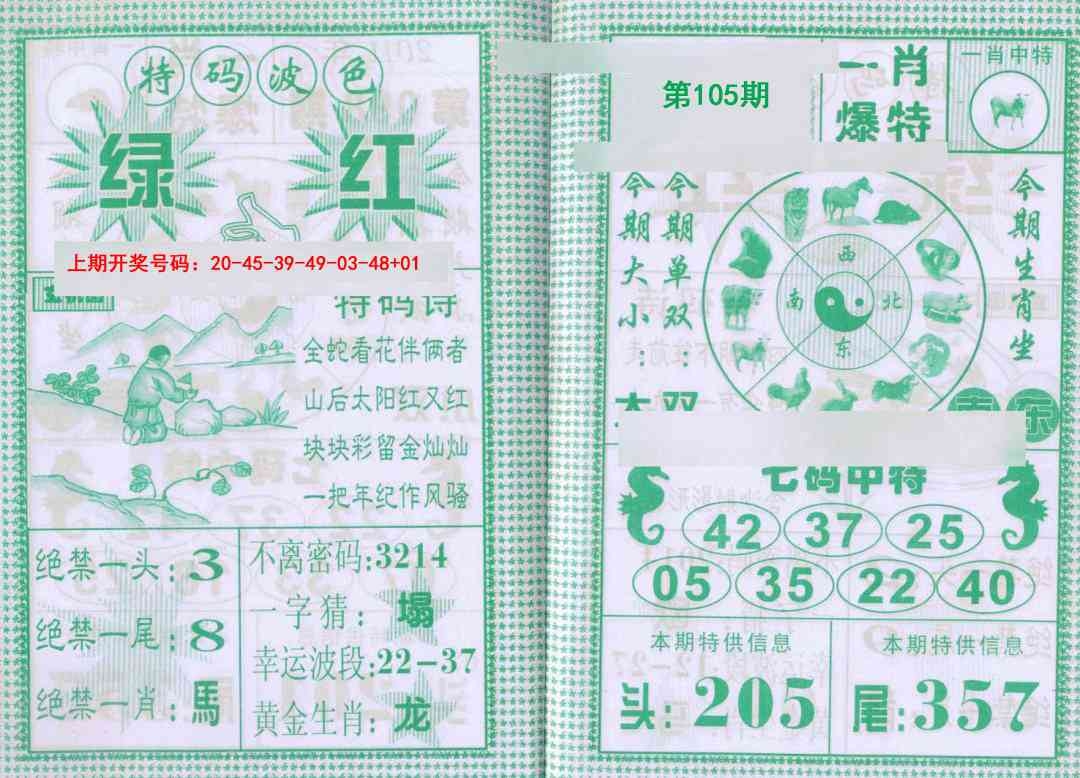 特码波色
绿 红
上期开奖号码：20-45-39-49-03-48+01
特码诗
全蛇看花伴俩者
山后太阳红又红
块块彩留金灿灿
一把年纪作风骚
绝禁一头：3
绝禁一尾：8
绝禁一肖：馬
不离密码:3214
一字猜：塌
幸运波段:22-37
黄金生肖：龙
第105期
一肖
爆特
一肖中特
今期大小：
今期单双：
双
今期生肖坐
东
西
南 北
东
七码中特
42 37 25
05 35 22 40
本期特供信息
头:205
本期特供信息
尾:357